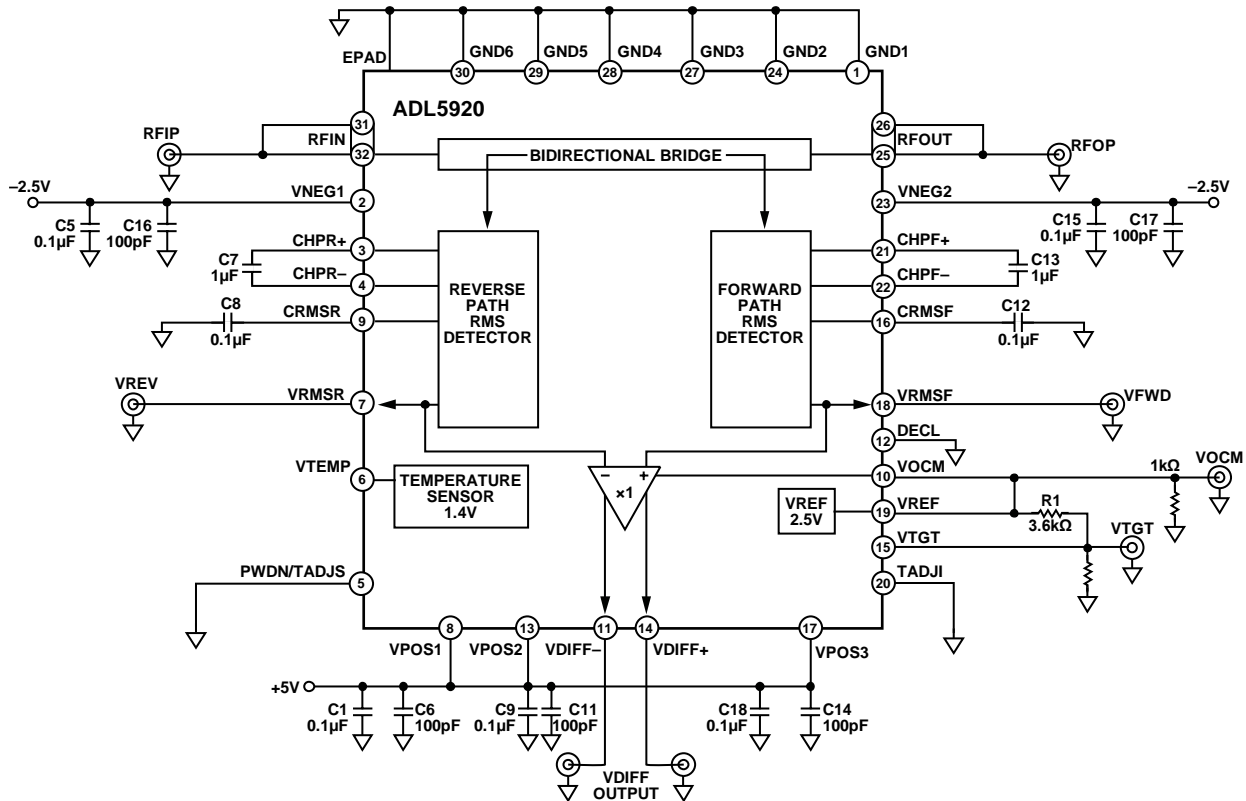 EPAD
GND6
GND5
GND4
GND3
GND2
GND1
30
29
28
27
24
1
ADL5920
RFIP
RFIN
31
32
BIDIRECTIONAL BRIDGE
26
25
RFOUT
RFOP
–2.5V
VNEG1
2
C5
0.1µF
C16
100pF
23
VNEG2
–2.5V
C15
0.1µF
C17
100pF
CHPR+
3
C7
1µF
CHPR–
4
C8
0.1µF
CRMSR
9
REVERSE
PATH
RMS
DETECTOR
FORWARD
PATH
RMS
DETECTOR
21
CHPF+
22
CHPF–
C13
1µF
16
CRMSF
C12
0.1µF
VREV
VRMSR
7
18
VRMSF
VFWD
12
DECL
VTEMP
6
TEMPERATURE
SENSOR
1.4V
– +
×1
10
VOCM
1kΩ
VOCM
VREF
2.5V
19
VREF
R1
3.6kΩ
15
VTGT
VTGT
PWDN/TADJS
5
20
TADJI
8
13
11
14
17
VPOS1
VPOS2
VDIFF–
VDIFF+
VPOS3
+5V
C1
0.1µF
C6
100pF
C9
0.1µF
C11
100pF
C18
0.1µF
C14
100pF
VDIFF
OUTPUT